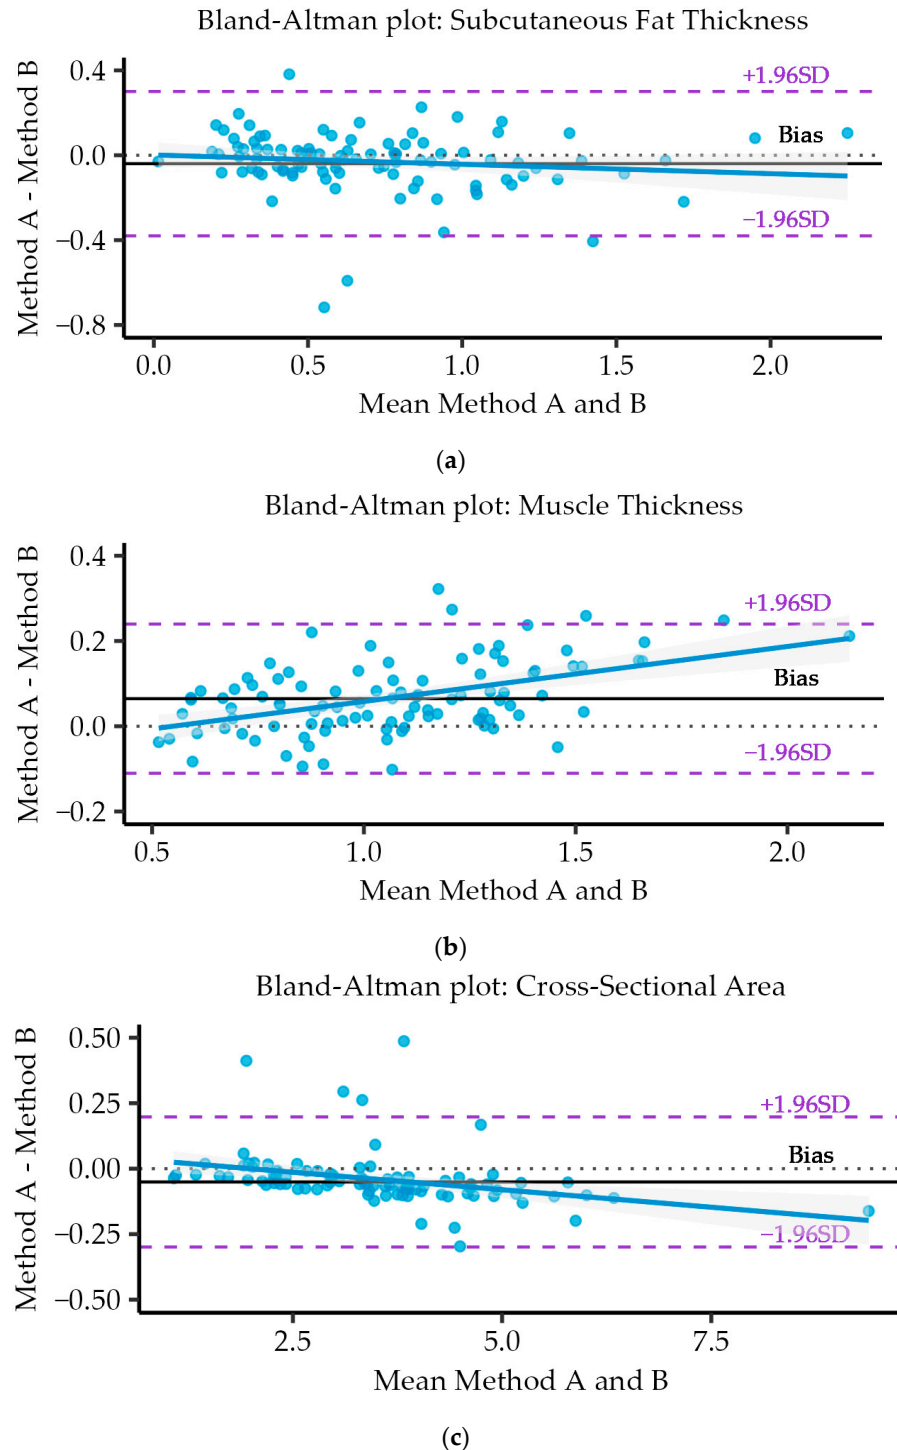 Bland-Altman plot: Subcutaneous Fat Thickness
Method A - Method B
0.4
0.0
−0.4
−0.8
+1.96SD
Bias
−1.96SD
0.0 0.5 1.0 1.5 2.0
Mean Method A and B
(a)
Bland-Altman plot: Muscle Thickness
Method A - Method B
0.4
0.2
0.0
−0.2
+1.96SD
Bias
−1.96SD
0.5 1.0 1.5 2.0
Mean Method A and B
(b)
Bland-Altman plot: Cross-Sectional Area
Method A - Method B
0.50
0.25
0.00
−0.25
−0.50
+1.96SD
Bias
−1.96SD
2.5 5.0 7.5
Mean Method A and B
(c)